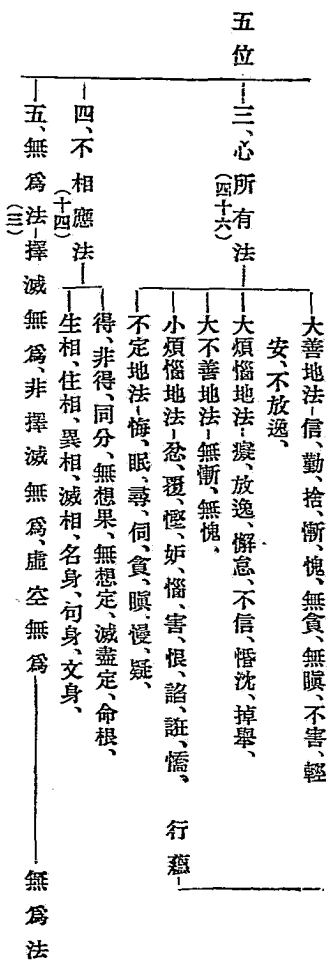 五位
三、心所有法
（四十六）
大善地法 信、勤、捨、慚、愧、無貪、無瞋、不害、輕
安、不放逸、
大煩惱地法 癡、放逸、懈怠、不信、惛沈、掉舉、
大不善地法 無慚、無愧、
小煩惱地法 忿、覆、慳、妒、惱、害、恨、諂、誑、憍、
不定地法 悔、眠、尋、伺、貪、瞋、慢、疑、
行蘊
四、不相應法
（十四）
得、非得、同分、無想果、無想定、滅盡定、命根、
生相、住相、異相、滅相、名身、句身、文身、
五、無爲法 擇滅無爲、非擇滅無爲、虛空無爲
（三）
無爲法